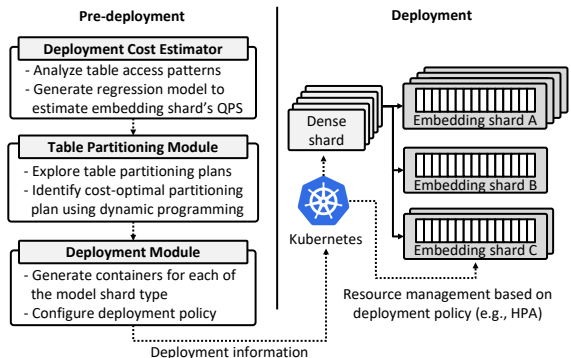 Pre-deployment
Deployment Cost Estimator
- Analyze table access patterns
- Generate regression model to
estimate embedding shard's QPS
Table Partitioning Module
- Explore table partitioning plans
- Identify cost-optimal partitioning
plan using dynamic programming
Deployment Module
- Generate containers for each of
the model shard type
- Configure deployment policy
Deployment information
Deployment
Dense
shard
Kubernetes
Embedding shard A
Embedding shard B
Embedding shard C
Resource management based on
deployment policy (e.g., HPA)